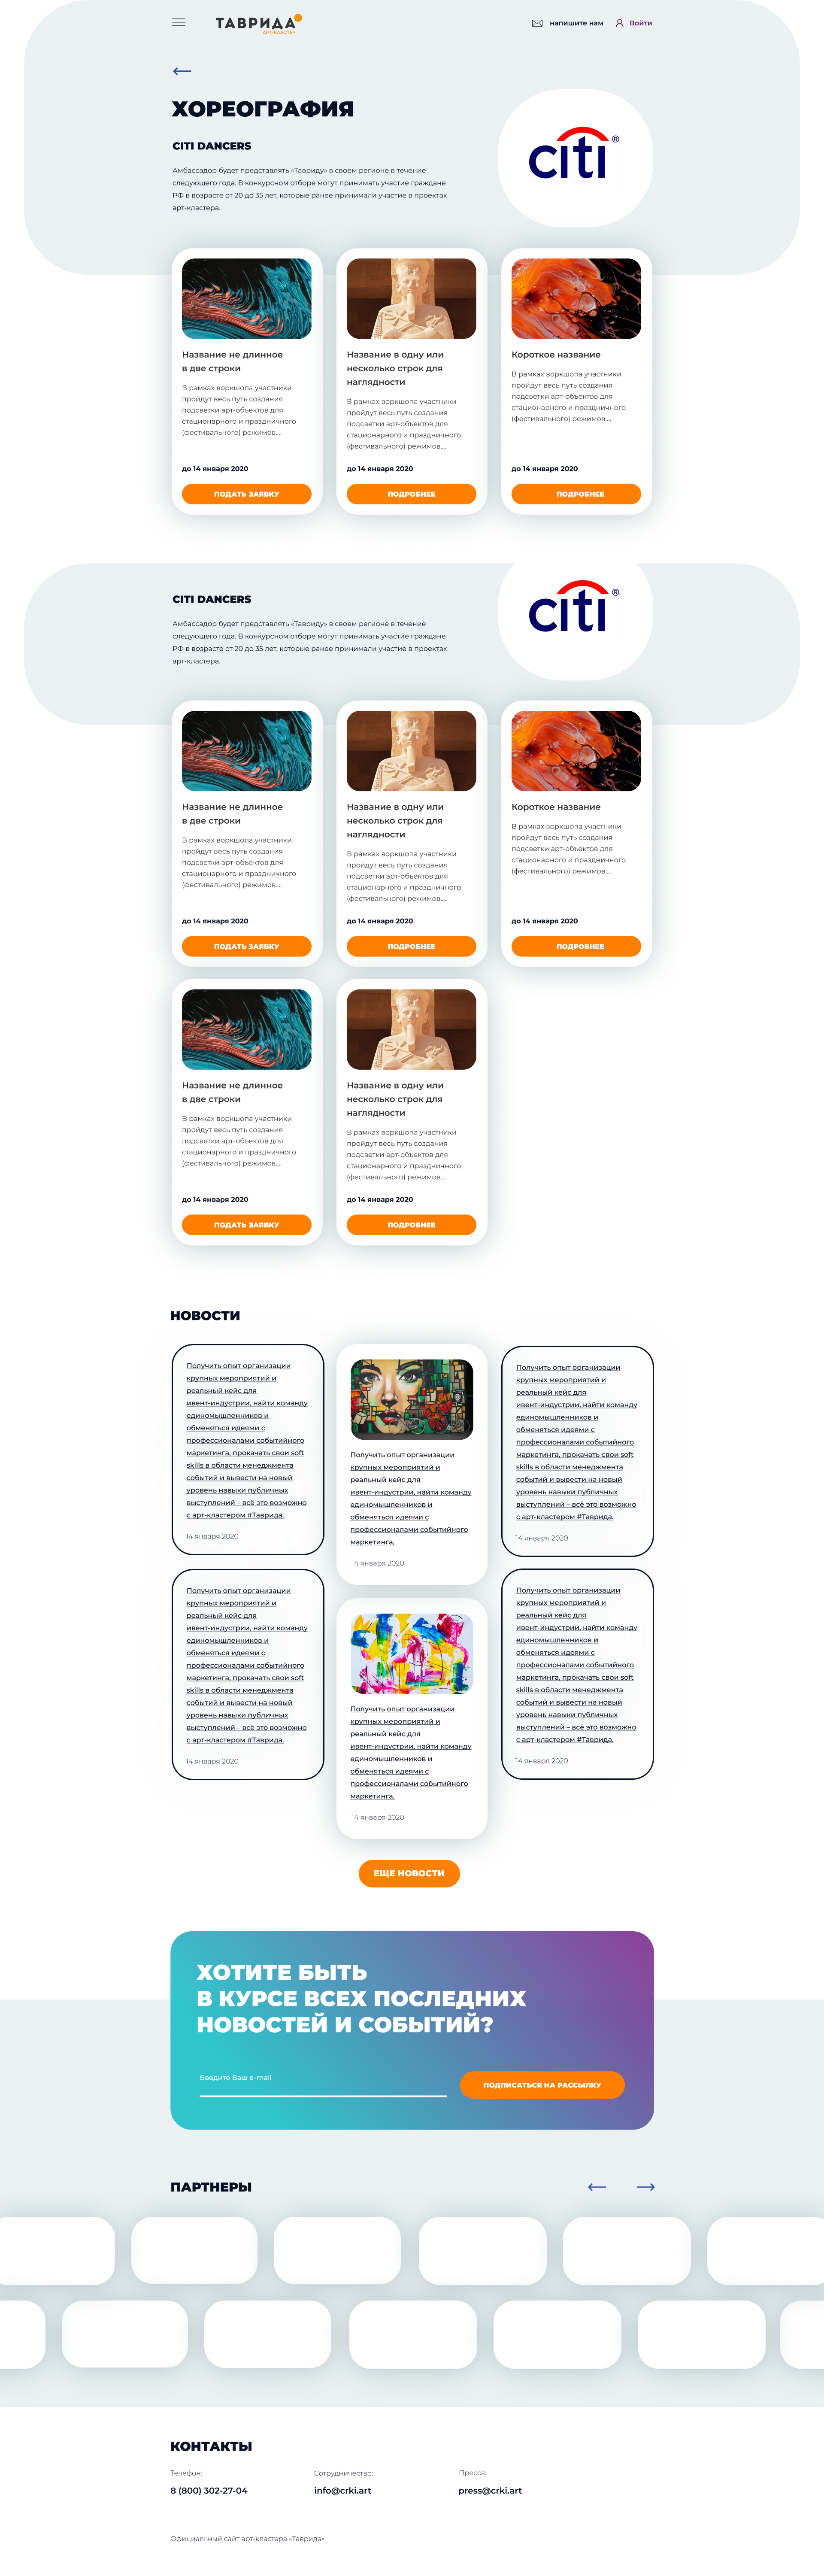 ТАВРИДА
АРТ-КЛАСТЕР
напишите нам
Войти
ХОРЕОГРАФИЯ
CITI DANCERS
Амбассадор будет представлять «Тавриду» в своем регионе в течение
следующего года. В конкурсном отборе могут принимать участие граждане
РФ в возрасте от 20 до 35 лет, которые ранее принимали участие в проектах
арт-кластера.
citi®
Название не длинное
в две строки
В рамках воркшопа участники
пройдут весь путь создания
подсветки арт-объектов для
стационарного и праздничного
(фестивального) режимов....
до 14 января 2020
ПОДАТЬ ЗАЯВКУ
Название в одну или
несколько строк для
наглядности
В рамках воркшопа участники
пройдут весь путь создания
подсветки арт-объектов для
стационарного и праздничного
(фестивального) режимов....
до 14 января 2020
ПОДРОБНЕЕ
Короткое название
В рамках воркшопа участники
пройдут весь путь создания
подсветки арт-объектов для
стационарного и праздничного
(фестивального) режимов....
до 14 января 2020
ПОДРОБНЕЕ
CITI DANCERS
Амбассадор будет представлять «Тавриду» в своем регионе в течение
следующего года. В конкурсном отборе могут принимать участие граждане
РФ в возрасте от 20 до 35 лет, которые ранее принимали участие в проектах
арт-кластера.
citi®
Название не длинное
в две строки
В рамках воркшопа участники
пройдут весь путь создания
подсветки арт-объектов для
стационарного и праздничного
(фестивального) режимов....
до 14 января 2020
ПОДАТЬ ЗАЯВКУ
Название в одну или
несколько строк для
наглядности
В рамках воркшопа участники
пройдут весь путь создания
подсветки арт-объектов для
стационарного и праздничного
(фестивального) режимов....
до 14 января 2020
ПОДРОБНЕЕ
Короткое название
В рамках воркшопа участники
пройдут весь путь создания
подсветки арт-объектов для
стационарного и праздничного
(фестивального) режимов....
до 14 января 2020
ПОДРОБНЕЕ
Название не длинное
в две строки
В рамках воркшопа участники
пройдут весь путь создания
подсветки арт-объектов для
стационарного и праздничного
(фестивального) режимов....
до 14 января 2020
ПОДАТЬ ЗАЯВКУ
Название в одну или
несколько строк для
наглядности
В рамках воркшопа участники
пройдут весь путь создания
подсветки арт-объектов для
стационарного и праздничного
(фестивального) режимов....
до 14 января 2020
ПОДРОБНЕЕ
НОВОСТИ
Получить опыт организации
крупных мероприятий и
реальный кейс для
ивент-индустрии, найти команду
единомышленников и
обменяться идеями с
профессионалами событийного
маркетинга, прокачать свои soft
skills в области менеджмента
событий и вывести на новый
уровень навыки публичных
выступлений – всё это возможно
с арт-кластером #Таврида.
14 января 2020
Получить опыт организации
крупных мероприятий и
реальный кейс для
ивент-индустрии, найти команду
единомышленников и
обменяться идеями с
профессионалами событийного
маркетинга, прокачать свои soft
skills в области менеджмента
событий и вывести на новый
уровень навыки публичных
выступлений – всё это возможно
с арт-кластером #Таврида.
14 января 2020
Получить опыт организации
крупных мероприятий и
реальный кейс для
ивент-индустрии, найти команду
единомышленников и
обменяться идеями с
профессионалами событийного
маркетинга,
14 января 2020
Получить опыт организации
крупных мероприятий и
реальный кейс для
ивент-индустрии, найти команду
единомышленников и
обменяться идеями с
профессионалами событийного
маркетинга,
14 января 2020
Получить опыт организации
крупных мероприятий и
реальный кейс для
ивент-индустрии, найти команду
единомышленников и
обменяться идеями с
профессионалами событийного
маркетинга, прокачать свои soft
skills в области менеджмента
событий и вывести на новый
уровень навыки публичных
выступлений – всё это возможно
с арт-кластером #Таврида.
14 января 2020
Получить опыт организации
крупных мероприятий и
реальный кейс для
ивент-индустрии, найти команду
единомышленников и
обменяться идеями с
профессионалами событийного
маркетинга, прокачать свои soft
skills в области менеджмента
событий и вывести на новый
уровень навыки публичных
выступлений – всё это возможно
с арт-кластером #Таврида.
14 января 2020
ЕЩЕ НОВОСТИ
ХОТИТЕ БЫТЬ
В КУРСЕ ВСЕХ ПОСЛЕДНИХ
НОВОСТЕЙ И СОБЫТИЙ?
Введите Ваш e-mail
ПОДПИСАТЬСЯ НА РАССЫЛКУ
ПАРТНЕРЫ
КОНТАКТЫ
Телефон:
8 (800) 302-27-04
Сотрудничество:
info@crki.art
Пресса:
press@crki.art
Официальный сайт арт-кластера «Таврида»